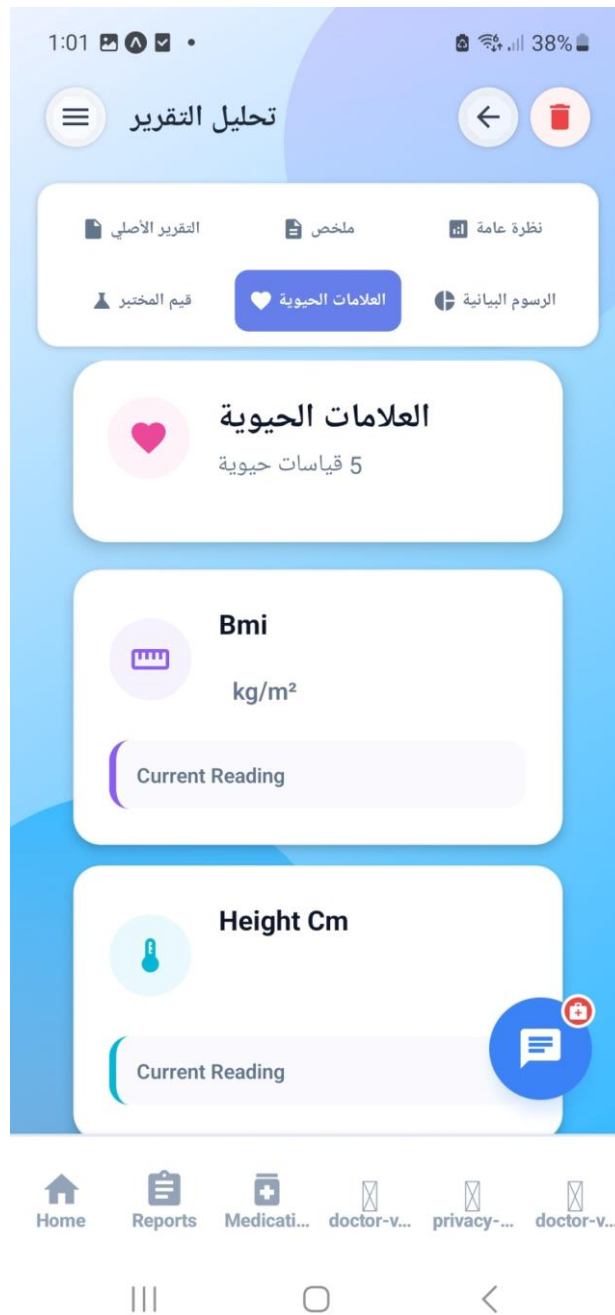 1:01 38%
تحليل التقرير
نظرة عامة ملخص التقرير الأصلي
الرسوم البيانية العلامات الحيوية قيم المختبر
العلامات الحيوية
5 قياسات حيوية
Bmi
kg/m²
Current Reading
Height Cm
Current Reading
Home Reports Medicati... doctor-v... privacy-... doctor-v...